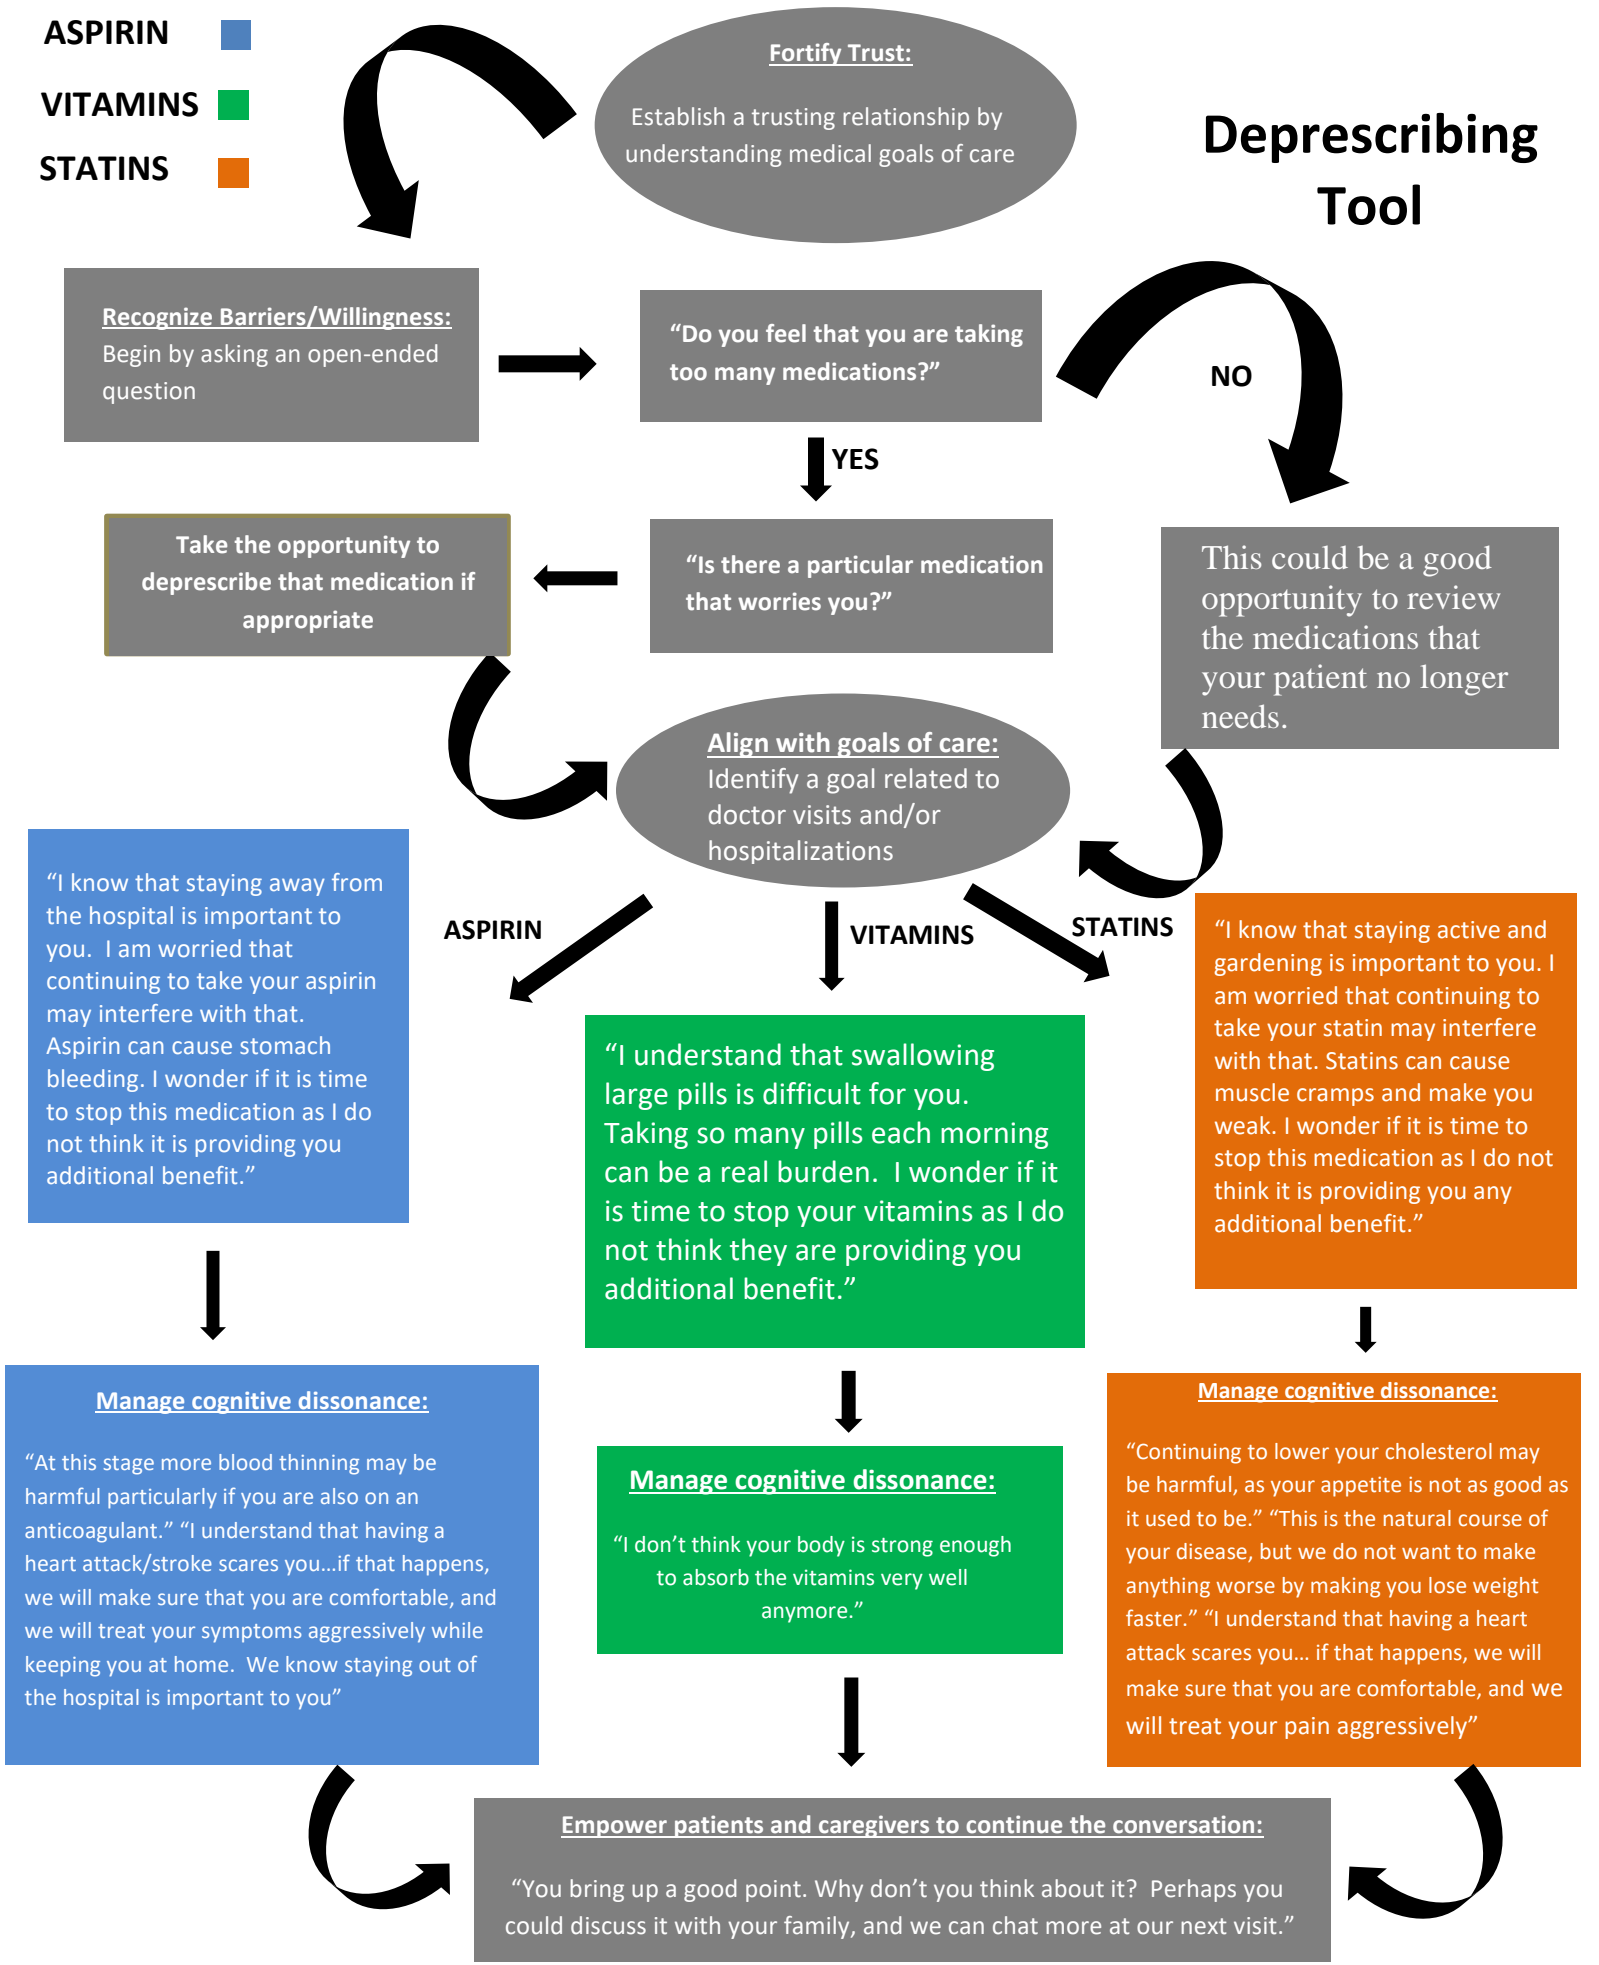 ASPIRIN
VITAMINS
STATINS
Fortify Trust:
Establish a trusting relationship by
understanding medical goals of care
Deprescribing
Tool
Recognize Barriers/Willingness:
Begin by asking an open-ended
question
“Do you feel that you are taking
too many medications?”
NO
YES
Take the opportunity to
deprescribe that medication if
appropriate
“Is there a particular medication
that worries you?”
This could be a good
opportunity to review
the medications that
your patient no longer
needs.
Align with goals of care:
Identify a goal related to
doctor visits and/or
hospitalizations
ASPIRIN
VITAMINS
STATINS
“I know that staying away from
the hospital is important to
you.  I am worried that
continuing to take your aspirin
may interfere with that.
Aspirin can cause stomach
bleeding. I wonder if it is time
to stop this medication as I do
not think it is providing you
additional benefit.”
“I understand that swallowing
large pills is difficult for you.
Taking so many pills each morning
can be a real burden.  I wonder if it
is time to stop your vitamins as I do
not think they are providing you
additional benefit.”
“I know that staying active and
gardening is important to you. I
am worried that continuing to
take your statin may interfere
with that. Statins can cause
muscle cramps and make you
weak. I wonder if it is time to
stop this medication as I do not
think it is providing you any
additional benefit.”
Manage cognitive dissonance:
“At this stage more blood thinning may be
harmful particularly if you are also on an
anticoagulant.” “I understand that having a
heart attack/stroke scares you…if that happens,
we will make sure that you are comfortable, and
we will treat your symptoms aggressively while
keeping you at home.  We know staying out of
the hospital is important to you”
Manage cognitive dissonance:
“I don’t think your body is strong enough
to absorb the vitamins very well
anymore.”
Manage cognitive dissonance:
“Continuing to lower your cholesterol may
be harmful, as your appetite is not as good as
it used to be.” “This is the natural course of
your disease, but we do not want to make
anything worse by making you lose weight
faster.” “I understand that having a heart
attack scares you… if that happens, we will
make sure that you are comfortable, and we
will treat your pain aggressively”
Empower patients and caregivers to continue the conversation:
“You bring up a good point. Why don’t you think about it?  Perhaps you
could discuss it with your family, and we can chat more at our next visit.”